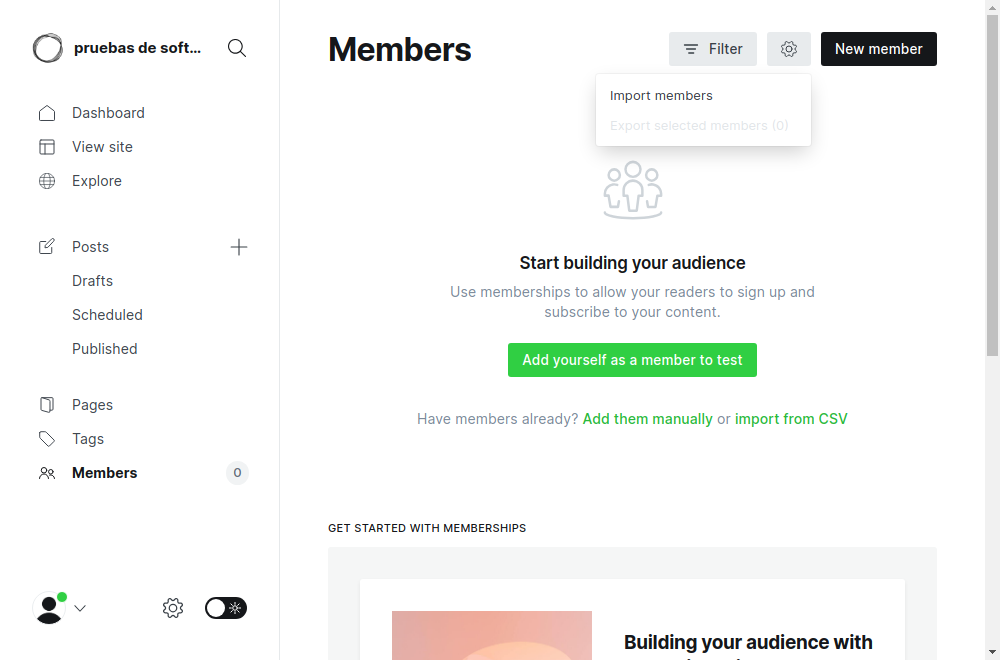 pruebas de soft...
Dashboard
View site
Explore
Posts
Drafts
Scheduled
Published
Pages
Tags
Members
0
Members
Filter
New member
Import members
Export selected members (0)
Start building your audience
Use memberships to allow your readers to sign up and
subscribe to your content.
Add yourself as a member to test
Have members already? Add them manually or import from CSV
GET STARTED WITH MEMBERSHIPS
Building your audience with